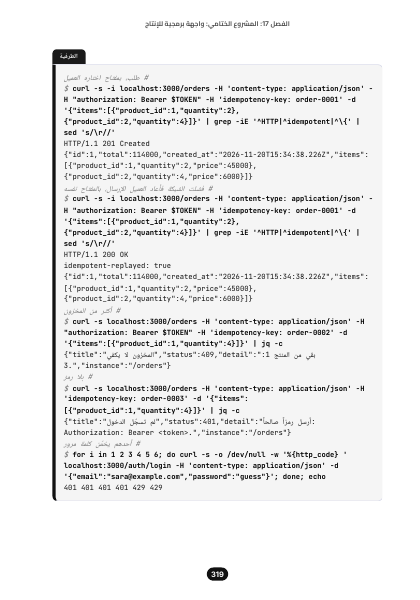 الفصل 17: المشروع الختامي: واجهة برمجية للإنتاج
الطرفية
# طلب، بمفتاح اختاره العميل
$ curl -s -i localhost:3000/orders -H 'content-type: application/json' -
H "authorization: Bearer $TOKEN" -H 'idempotency-key: order-0001' -d
'{"items":[{"product_id":1,"quantity":2},
{"product_id":2,"quantity":4}]}' | grep -iE '^HTTP|^idempotent|^\{' |
sed 's/\r//'
HTTP/1.1 201 Created
{"id":1,"total":114000,"created_at":"2026-11-20T15:34:38.226Z","items":
[{"product_id":1,"quantity":2,"price":45000},
{"product_id":2,"quantity":4,"price":6000}]}
# فشلت الشبكة فأعاد العميل الإرسال، بالمفتاح نفسه
$ curl -s -i localhost:3000/orders -H 'content-type: application/json' -
H "authorization: Bearer $TOKEN" -H 'idempotency-key: order-0001' -d
'{"items":[{"product_id":1,"quantity":2},
{"product_id":2,"quantity":4}]}' | grep -iE '^HTTP|^idempotent|^\{' |
sed 's/\r//'
HTTP/1.1 200 OK
idempotent-replayed: true
{"id":1,"total":114000,"created_at":"2026-11-20T15:34:38.226Z","items":
[{"product_id":1,"quantity":2,"price":45000},
{"product_id":2,"quantity":4,"price":6000}]}
# أكثر من المخزون
$ curl -s localhost:3000/orders -H 'content-type: application/json' -H
"authorization: Bearer $TOKEN" -H 'idempotency-key: order-0002' -d
'{"items":[{"product_id":1,"quantity":4}]}' | jq -c
{"title":"المخزون لا يكفي","status":409,"detail":"بقي من المنتج 1:
3.","instance":"/orders"}
# بلا رمز
$ curl -s localhost:3000/orders -H 'content-type: application/json' -H
'idempotency-key: order-0003' -d '{"items":
[{"product_id":1,"quantity":4}]}' | jq -c
{"title":"لم تسجّل الدخول","status":401,"detail":"أرسل رمزاً صالحاً:
Authorization: Bearer <token>.","instance":"/orders"}
# أحدهم يخمّن كلمة مرور
$ for i in 1 2 3 4 5 6; do curl -s -o /dev/null -w '%{http_code} '
localhost:3000/auth/login -H 'content-type: application/json' -d
'{"email":"sara@example.com","password":"guess"}'; done; echo
401 401 401 401 429 429
319